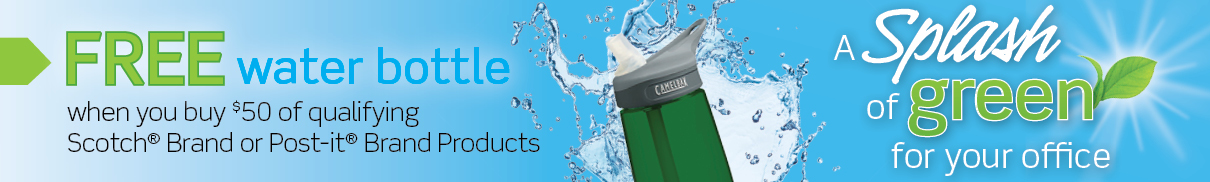 FREE water bottle
when you buy $50 of qualifying
Scotch® Brand or Post-it® Brand Products
CAMELBAK
A Splash
of green
for your office